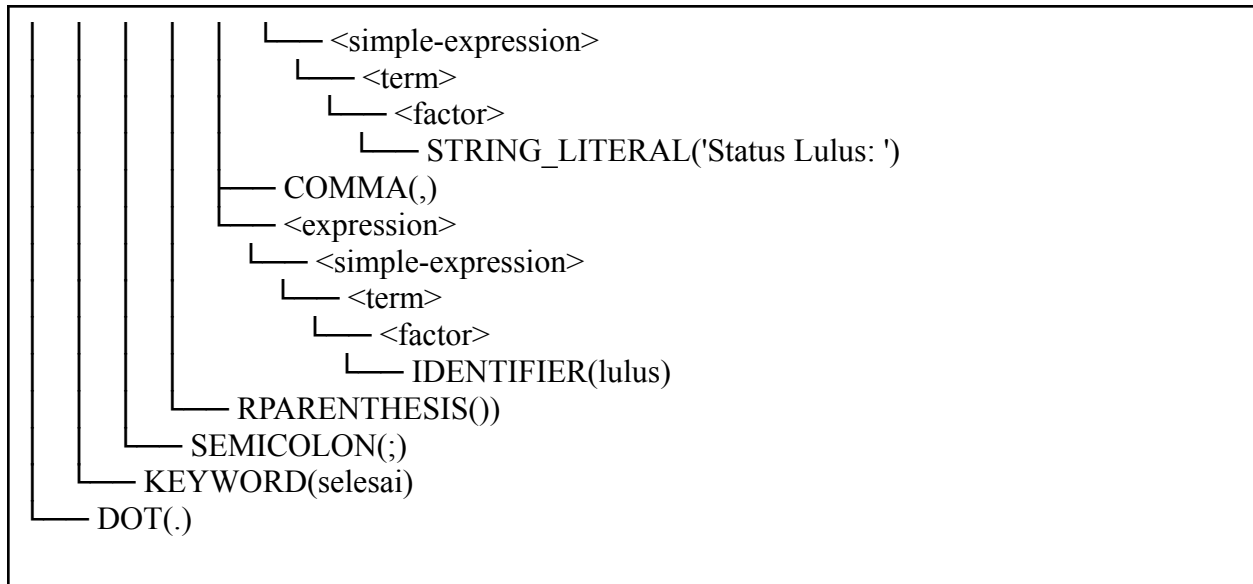 │ │ │ │ │ └── <simple-expression>
│ │ │ │ │ └── <term>
│ │ │ │ │ └── <factor>
│ │ │ │ │ └── STRING_LITERAL('Status Lulus: ')
│ │ │ │ ├── COMMA(,)
│ │ │ │ └── <expression>
│ │ │ │ └── <simple-expression>
│ │ │ │ └── <term>
│ │ │ │ └── <factor>
│ │ │ │ └── IDENTIFIER(lulus)
│ │ │ └── RPARENTHESIS())
│ │ └── SEMICOLON(;)
│ └── KEYWORD(selesai)
└── DOT(.)